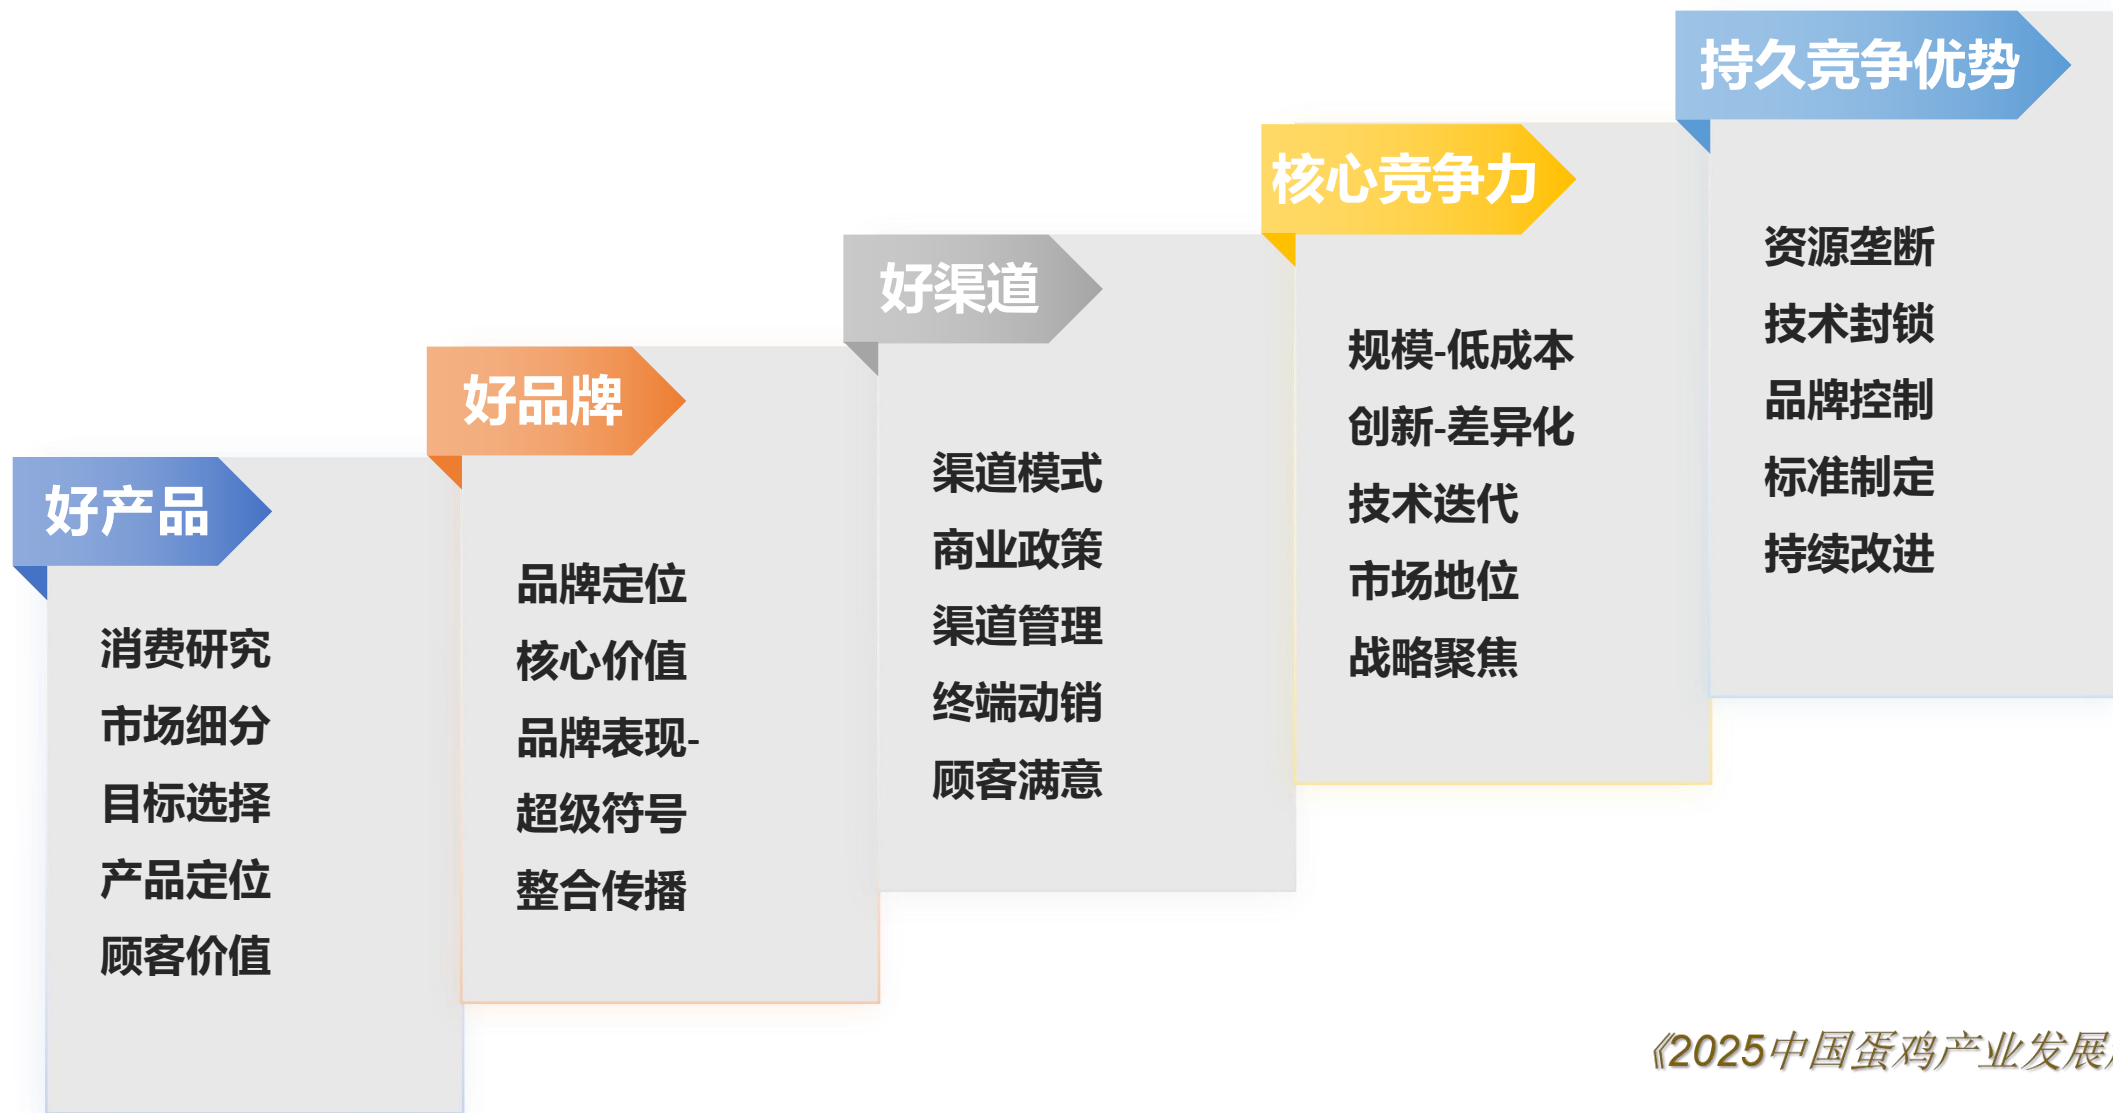 好产品
消费研究
市场细分
目标选择
产品定位
顾客价值
好品牌
品牌定位
核心价值
品牌表现-
超级符号
整合传播
好渠道
渠道模式
商业政策
渠道管理
终端动销
顾客满意
核心竞争力
规模-低成本
创新-差异化
技术迭代
市场地位
战略聚焦
持久竞争优势
资源垄断
技术封锁
品牌控制
标准制定
持续改进
《2025中国蛋鸡产业发展